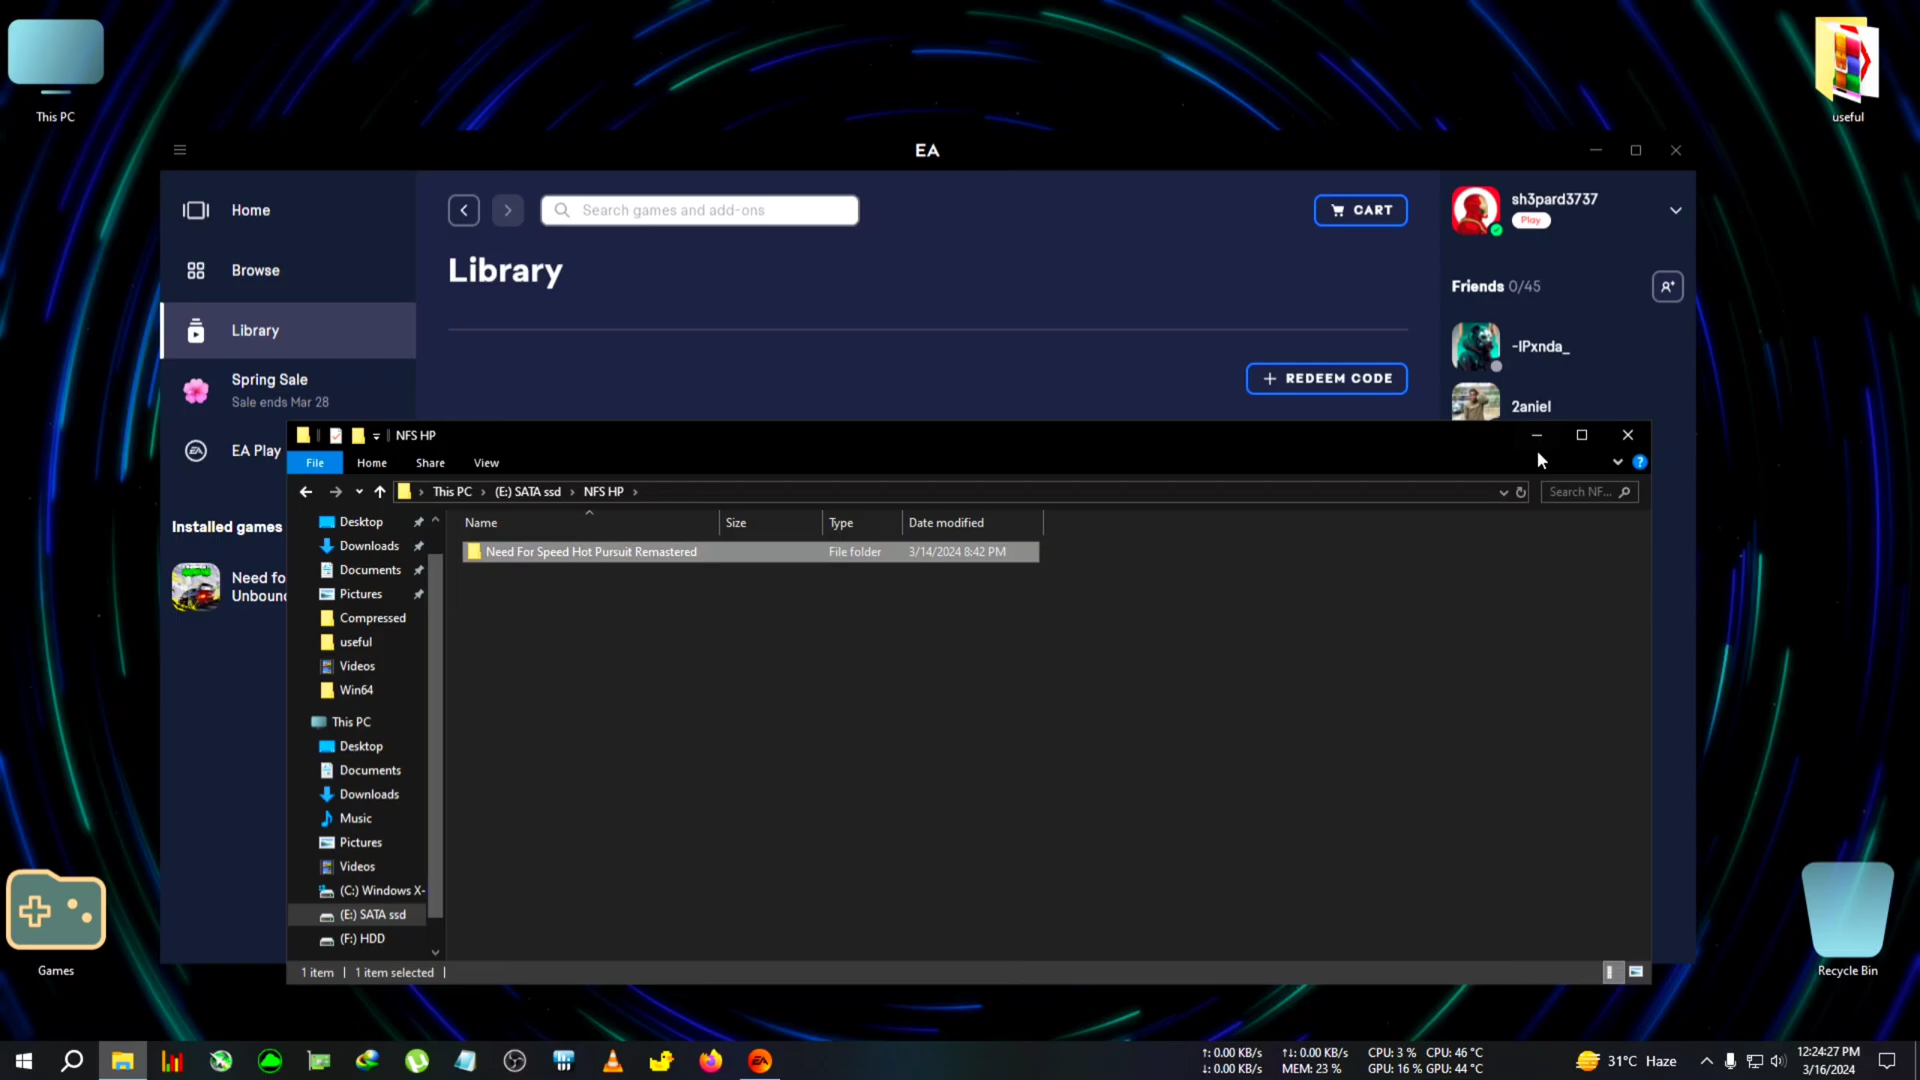 This PC
useful
EA
Home
Browse
Library
Spring Sale
Sale ends Mar 28
EA Play
Installed games
Need fo
Unbound
Search games and add-ons
CART
Library
REDEEM CODE
sh3pard3737
Play
Friends 0/45
-IPxnda_
2aniel
NFS HP
File
Home
Share
View
This PC > (E:) SATA ssd > NFS HP >
Search NF...
Name
Size
Type
Date modified
Need For Speed Hot Pursuit Remastered
File folder
3/14/2024 8:42 PM
Desktop
Downloads
Documents
Pictures
Compressed
useful
Videos
Win64
This PC
Desktop
Documents
Downloads
Music
Pictures
Videos
(C:) Windows X-
(E:) SATA ssd
(F:) HDD
1 item
1 item selected
Games
Recycle Bin
↑: 0.00 KB/s
↓: 0.00 KB/s
↑↓: 0.00 KB/s
MEM: 23 %
CPU: 3 % CPU: 46 °C
GPU: 16 % GPU: 44 °C
31°C Haze
12:24:27 PM
3/16/2024